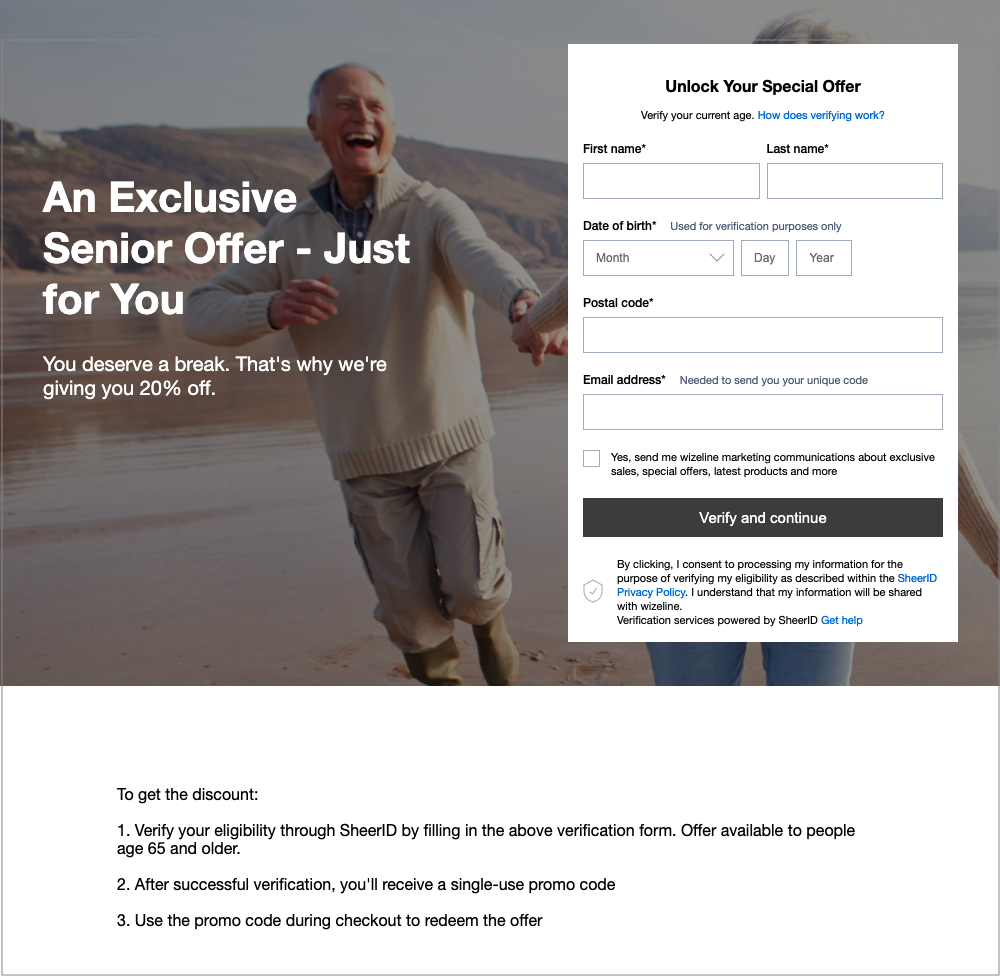 An Exclusive
Senior Offer - Just
for You
You deserve a break. That's why we're
giving you 20% off.
Unlock Your Special Offer
Verify your current age. How does verifying work?
First name* Last name*
Date of birth* Used for verification purposes only
Month Day Year
Postal code*
Email address* Needed to send you your unique code
Yes, send me wizeline marketing communications about exclusive
sales, special offers, latest products and more
Verify and continue
By clicking, I consent to processing my information for the
purpose of verifying my eligibility as described within the SheerID
Privacy Policy. I understand that my information will be shared
with wizeline.
Verification services powered by SheerID Get help
To get the discount:
1. Verify your eligibility through SheerID by filling in the above verification form. Offer available to people
age 65 and older.
2. After successful verification, you'll receive a single-use promo code
3. Use the promo code during checkout to redeem the offer